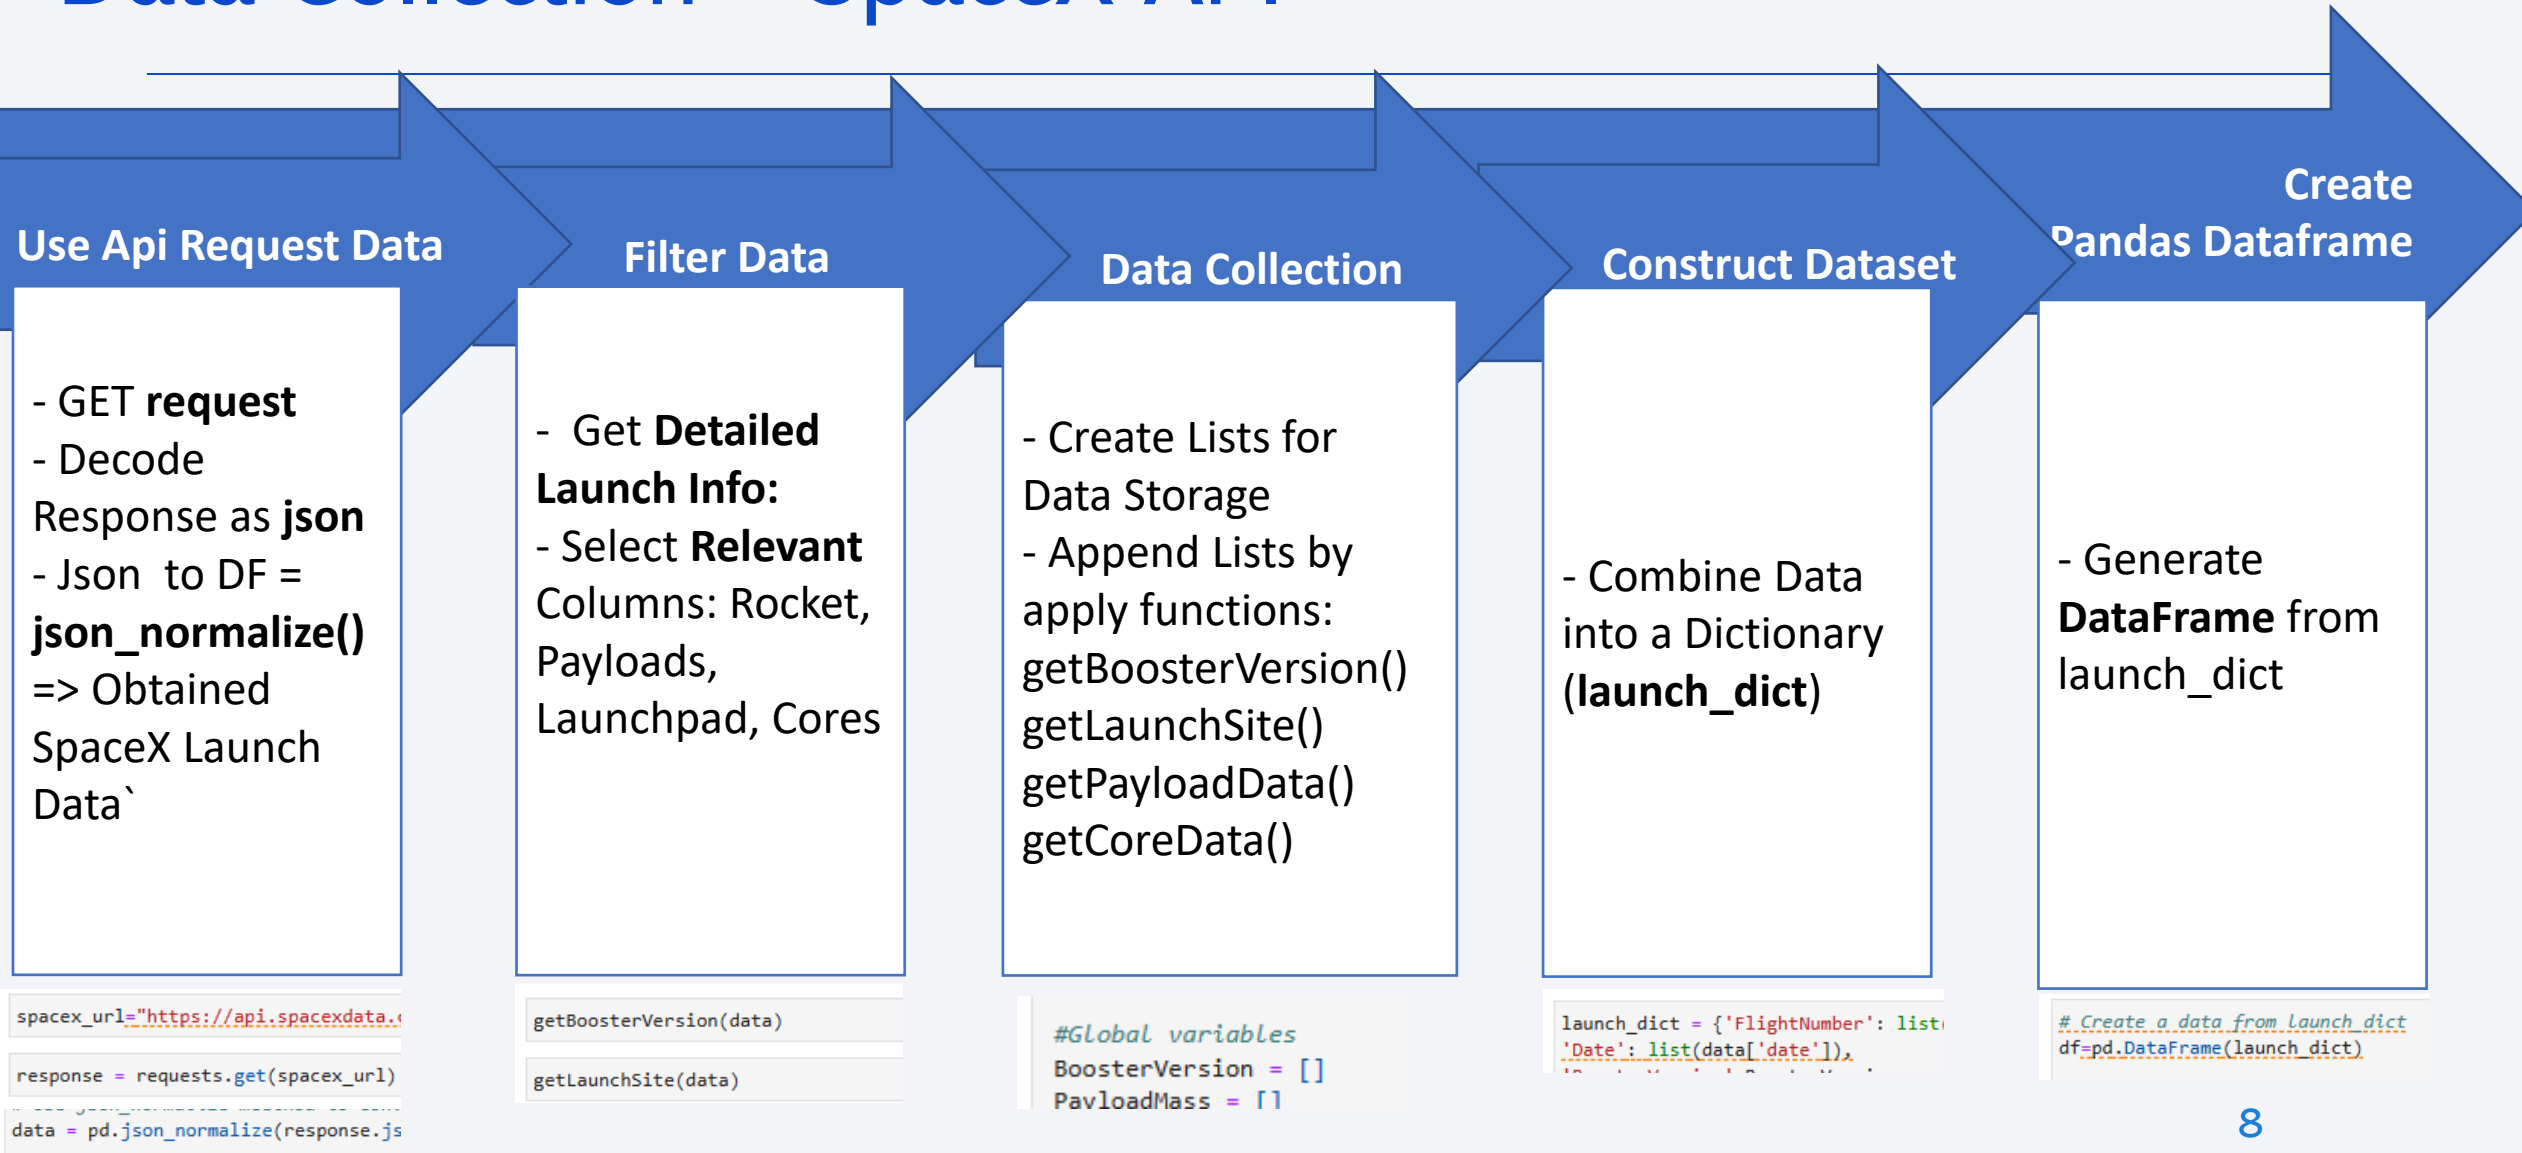 Data Collection - SpaceX API
Use Api Request Data
- GET request
- Decode
Response as json
- Json  to DF =
json_normalize()
=> Obtained
SpaceX Launch
Data`
spacex_url="https://api.spacexdata.
response = requests.get(spacex_url)
data = pd.json_normalize(response.js
Filter Data
-  Get Detailed
Launch Info:
- Select Relevant
Columns: Rocket,
Payloads,
Launchpad, Cores
getBoosterVersion(data)
getLaunchSite(data)
Data Collection
- Create Lists for
Data Storage
- Append Lists by
apply functions:
getBoosterVersion()
getLaunchSite()
getPayloadData()
getCoreData()
#Global variables
BoosterVersion = []
PayloadMass = []
Construct Dataset
- Combine Data
into a Dictionary
(launch_dict)
launch_dict = {'FlightNumber': list(
'Date': list(data['date']),
Create
Pandas Dataframe
- Generate
DataFrame from
launch_dict
# Create a data from launch_dict
df=pd.DataFrame(launch_dict)
8